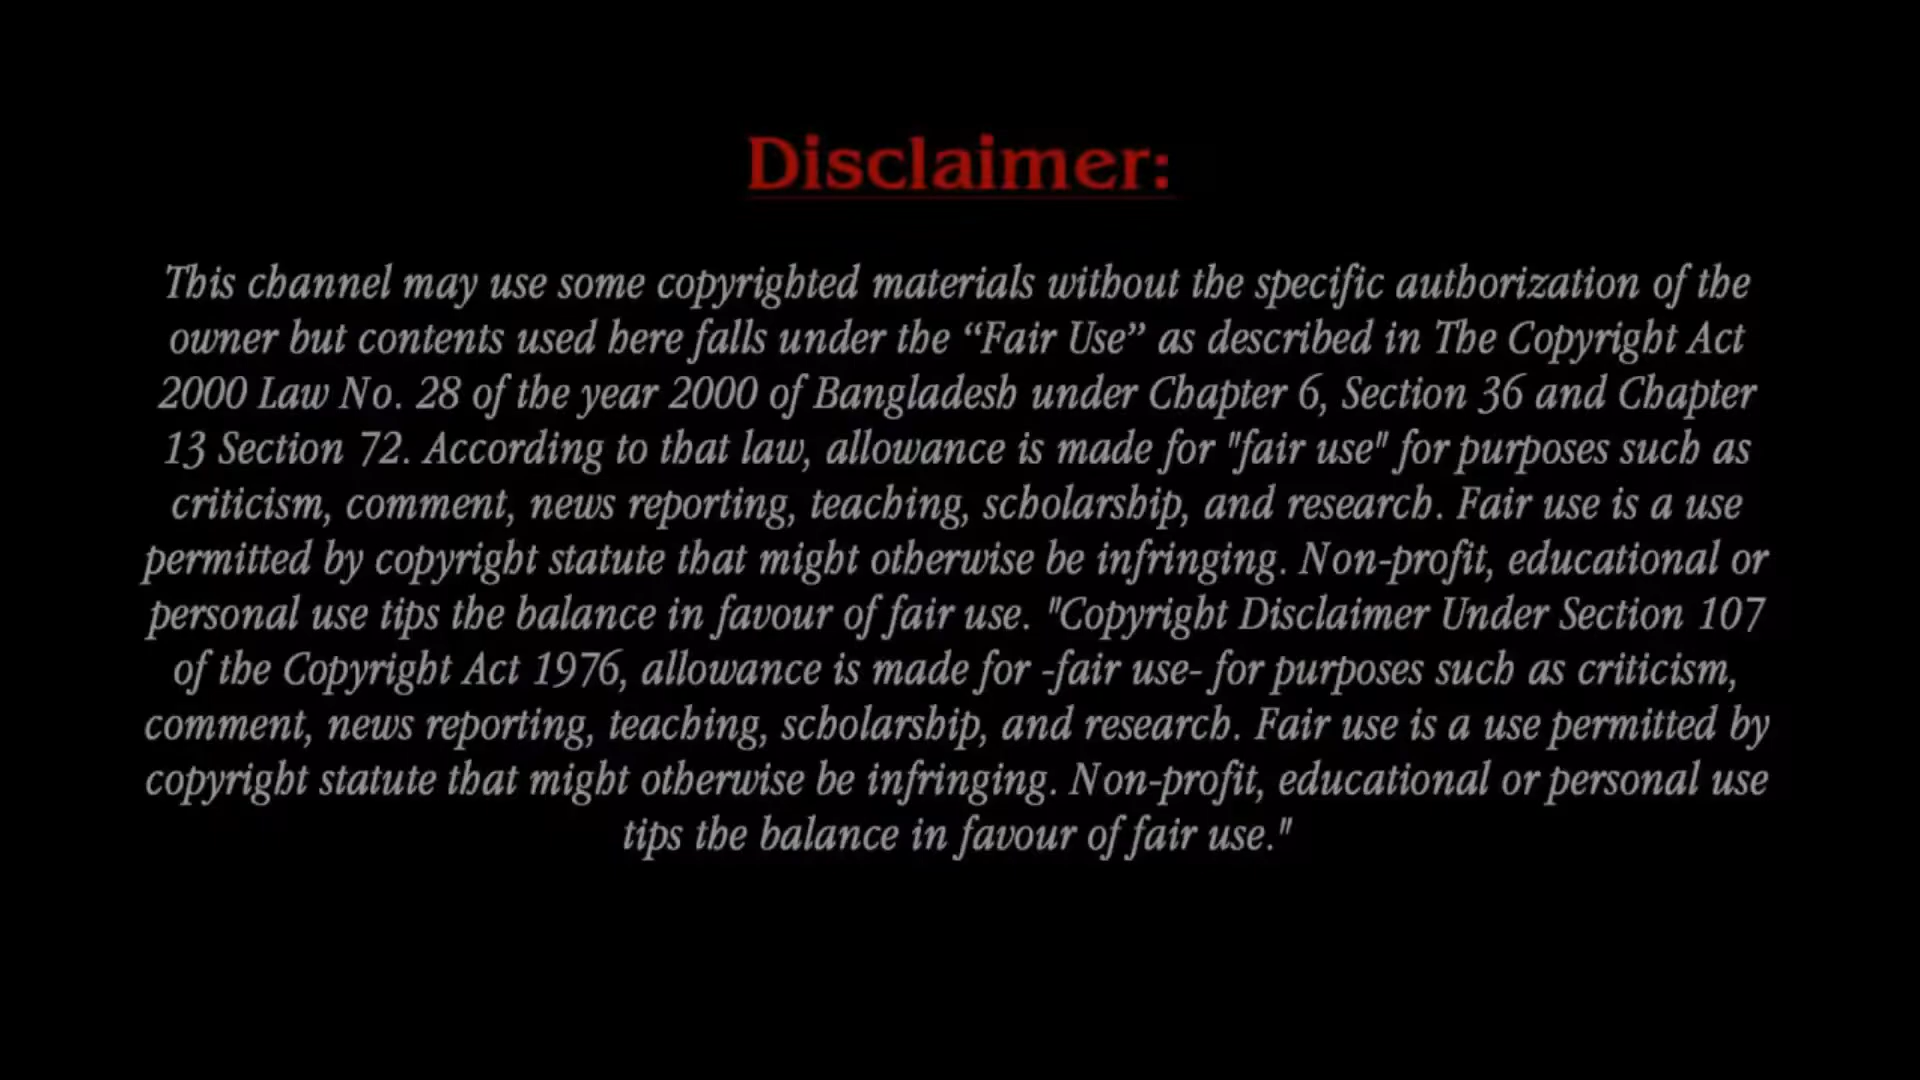 Disclaimer:
This channel may use some copyrighted materials without the specific authorization of the
owner but contents used here falls under the “Fair Use” as described in The Copyright Act
2000 Law No. 28 of the year 2000 of Bangladesh under Chapter 6, Section 36 and Chapter
13 Section 72. According to that law, allowance is made for "fair use" for purposes such as
criticism, comment, news reporting, teaching, scholarship, and research. Fair use is a use
permitted by copyright statute that might otherwise be infringing. Non-profit, educational or
personal use tips the balance in favour of fair use. "Copyright Disclaimer Under Section 107
of the Copyright Act 1976, allowance is made for -fair use- for purposes such as criticism,
comment, news reporting, teaching, scholarship, and research. Fair use is a use permitted by
copyright statute that might otherwise be infringing. Non-profit, educational or personal use
tips the balance in favour of fair use."